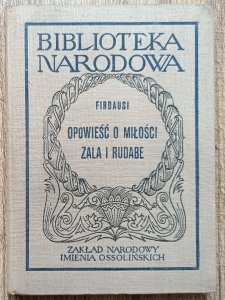 BIBLIOTEKA
NARODOWA
FIRDAUSI
OPOWIEŚĆ O MIŁOŚCI
ZALA I RUDABE
ZAKŁAD NARODOWY
IMIENIA OSSOLIŃSKICH